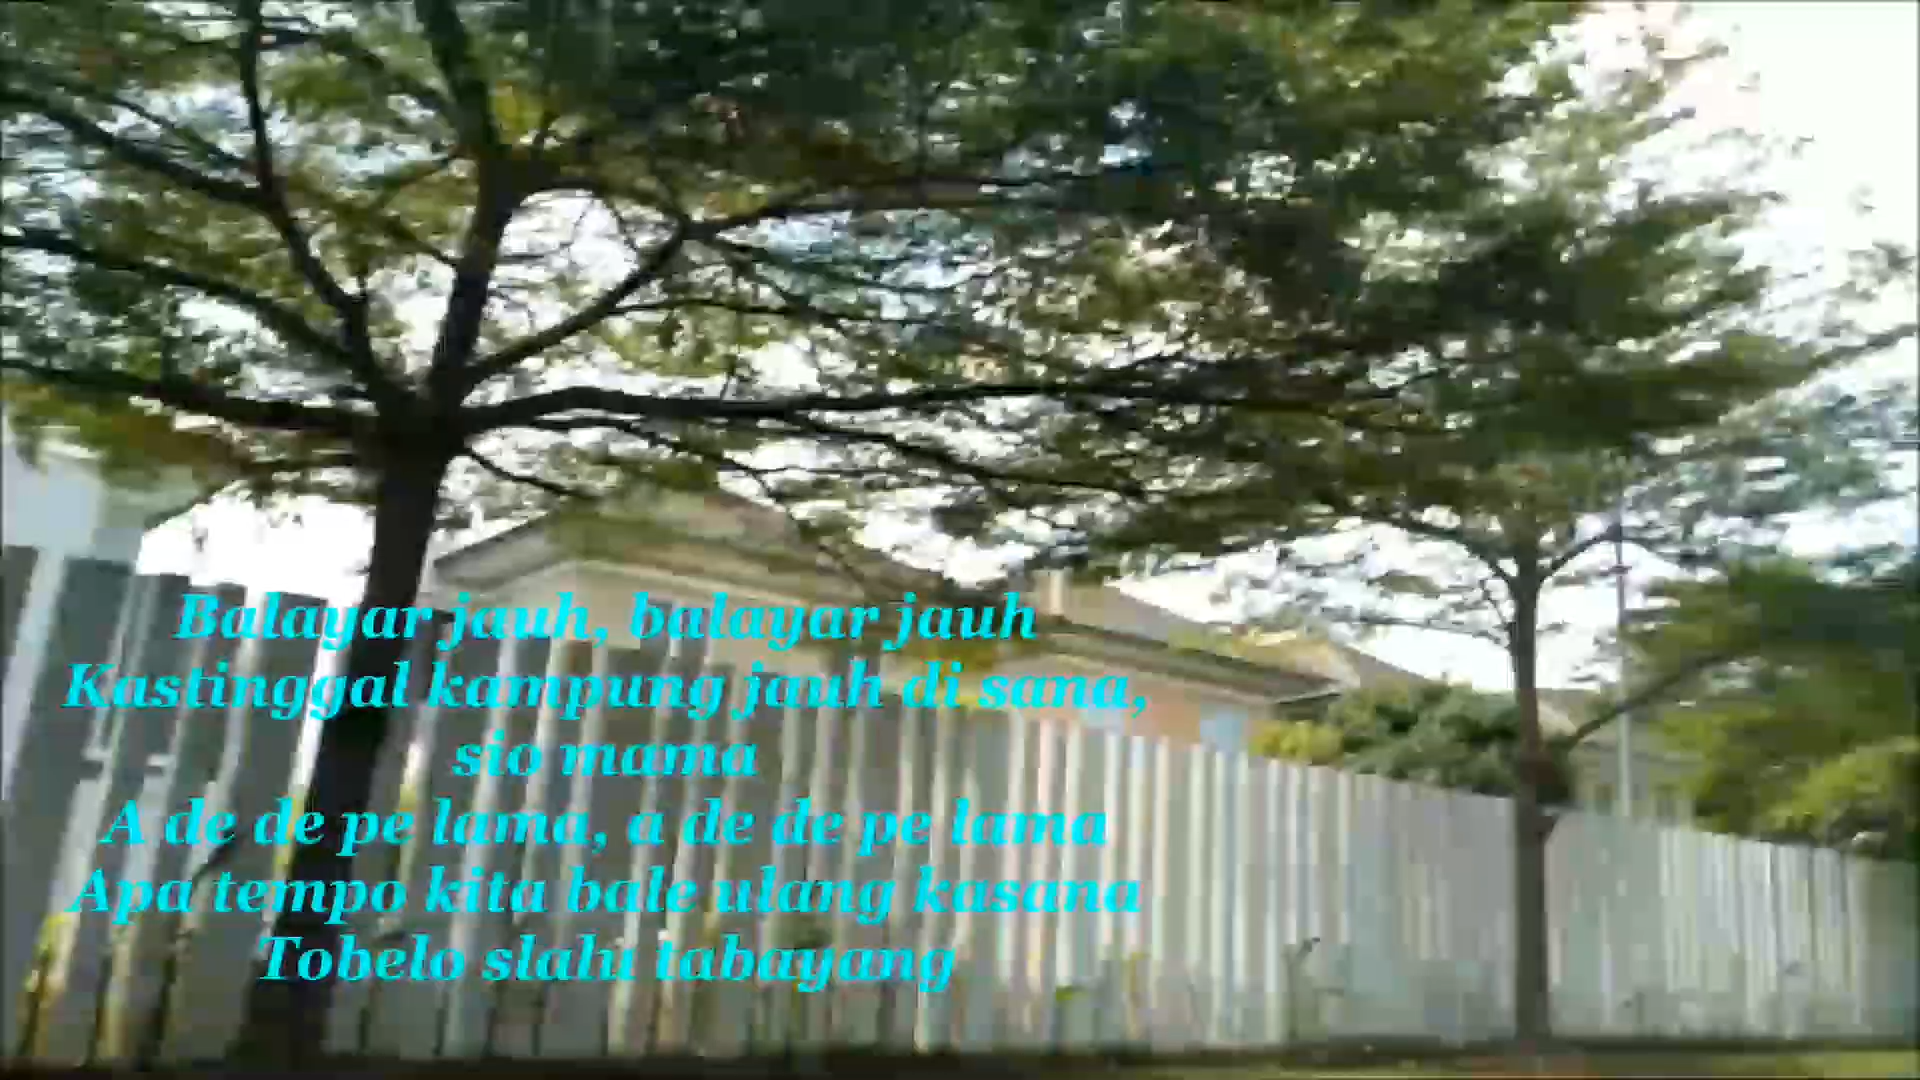 Balayar jauh, balayar jauh
Kastinggal kampung jauh di sana,
sio mama
A de de pe lama, a de de pe lama
Apa tempo kita bale ulang kasana
Tobelo slalu tabayang